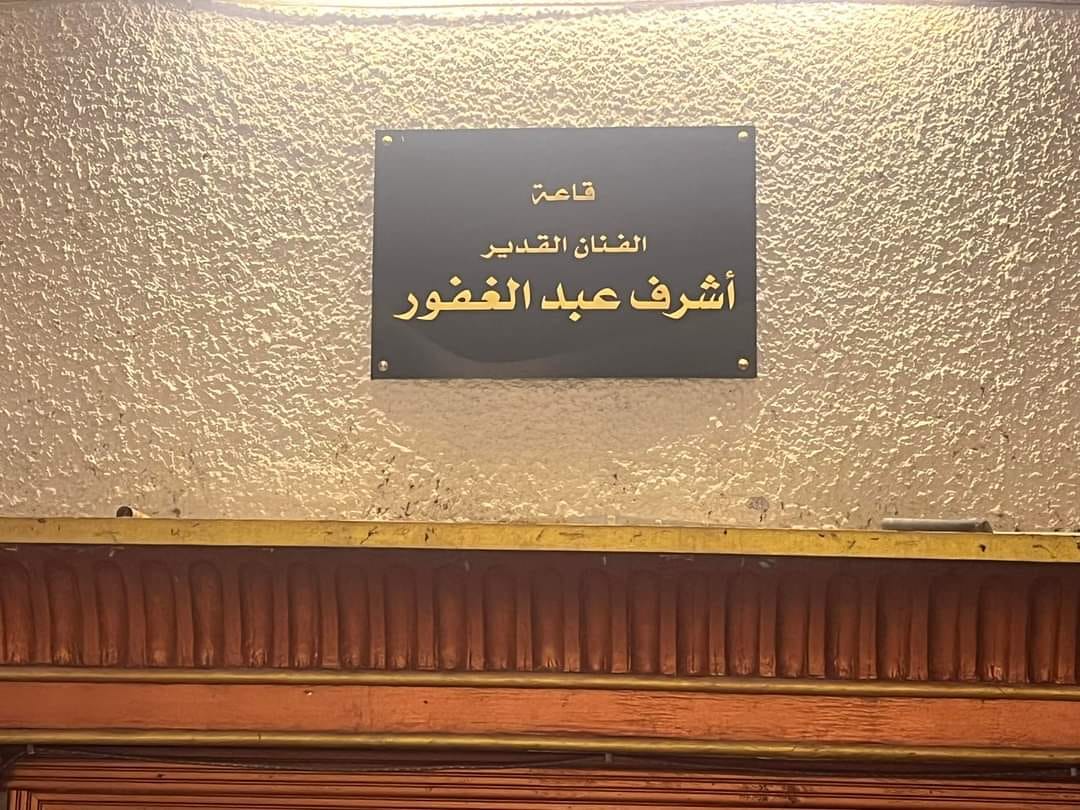 قاعة
الفنان القدير
أشرف عبد الغفور